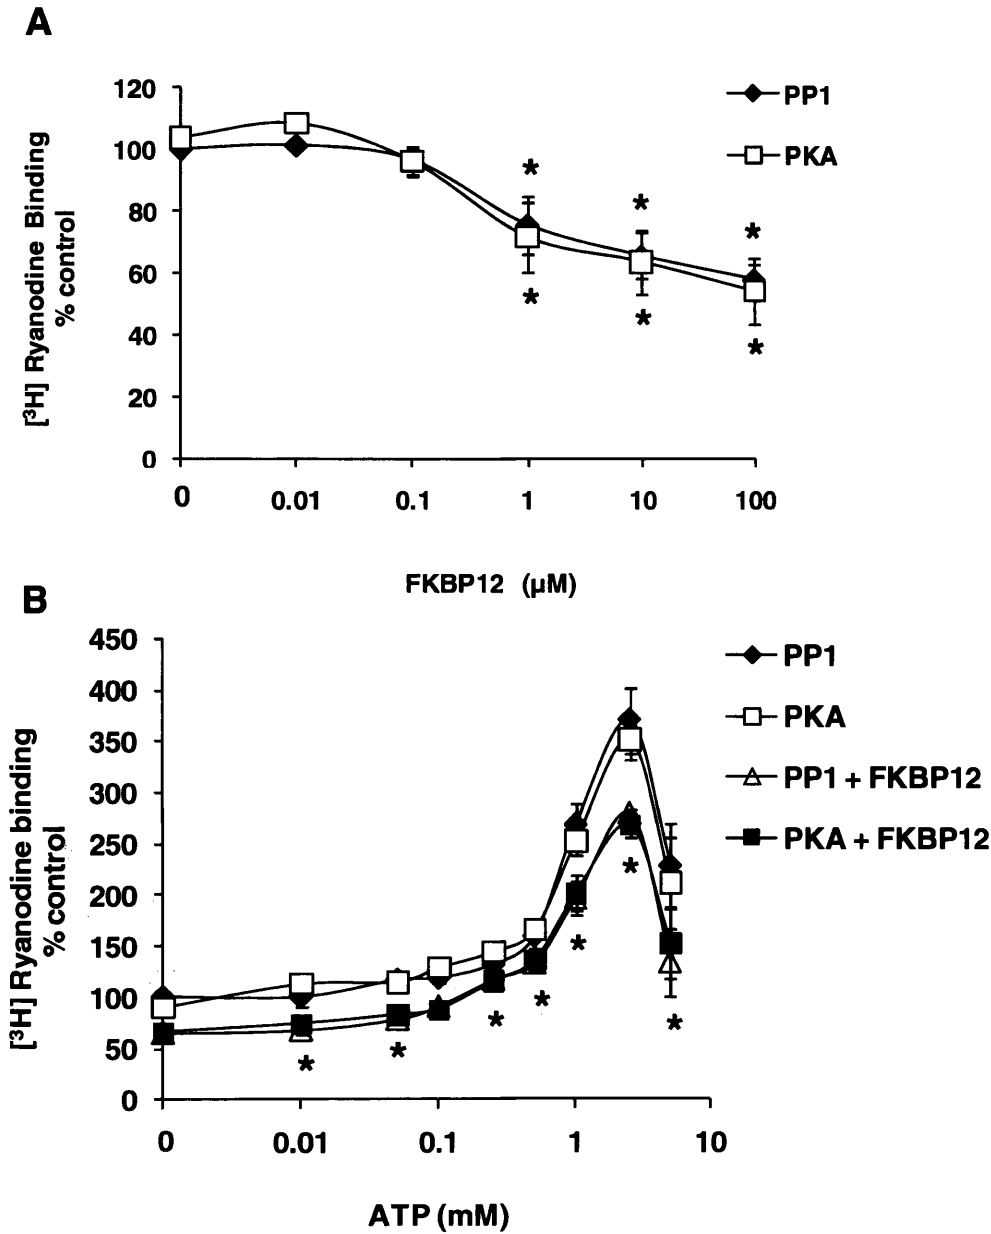 A
120
100
80
60
40
20
0
[³H] Ryanodine Binding
% control
0 0.01 0.1 1 10 100
FKBP12 (µM)
PP1
PKA
* * *
* * *
B
450
400
350
300
250
200
150
100
50
0
[³H] Ryanodine binding
% control
0 0.01 0.1 1 10
ATP (mM)
PP1
PKA
PP1 + FKBP12
PKA + FKBP12
* * * * * * *